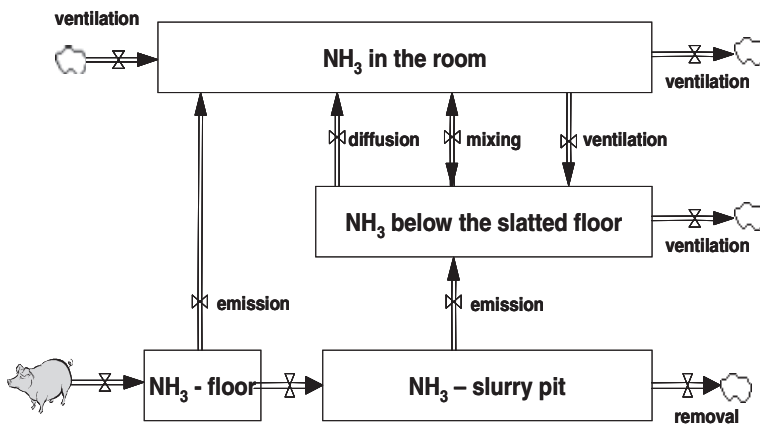 ventilation
NH₃ in the room
ventilation
diffusion
mixing
ventilation
NH₃ below the slatted floor
ventilation
emission
emission
NH₃ - floor
NH₃ – slurry pit
removal